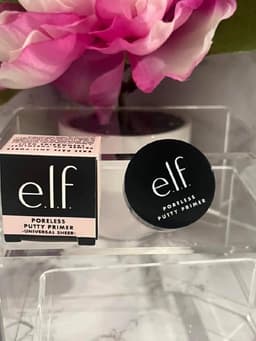 e.l.f.
PORELESS
PUTTY PRIMER
-UNIVERSAL SHEER-
e.l.f.
PORELESS
PUTTY PRIMER